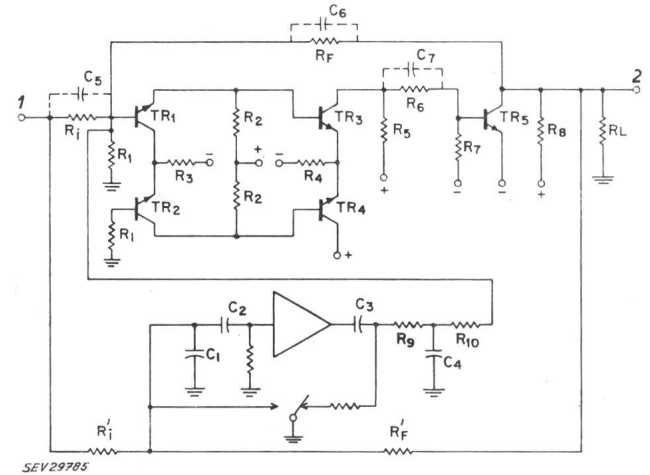 C6
RF
C5
C7
1
2
Ri
TR1
R2
TR3
R6
TR5
R1
R5
R7
R8
RL
R3
−
+
−
R4
R2
TR2
TR4
R1
+
−
−
+
+
C2
C3
C1
R9
R10
C4
R'i
R'F
SEV29785